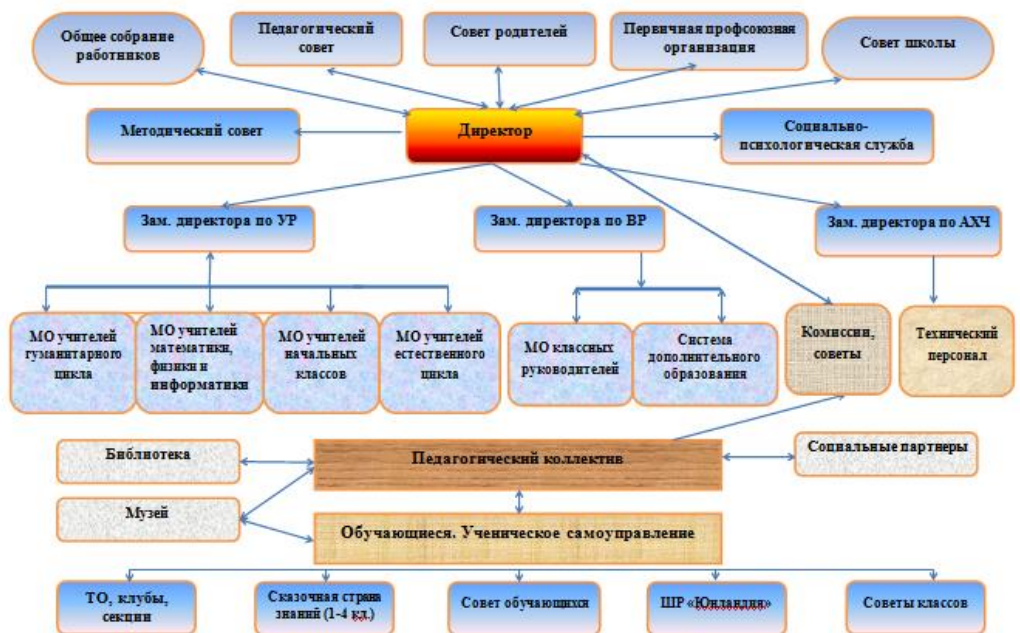 Общее собрание
работников
Педагогический
совет
Совет родителей
Первичная профсоюзная
организация
Совет школы
Методический совет
Директор
Социально-
психологическая служба
Зам. директора по УР
Зам. директора по ВР
Зам. директора по АХЧ
МО учителей
гуманитарного
цикла
МО учителей
математики,
физики и
информатики
МО учителей
начальных
классов
МО учителей
естественного
цикла
МО классных
руководителей
Система
дополнительного
образования
Комиссии,
советы
Технический
персонал
Библиотека
Педагогический коллектив
Социальные партнеры
Музей
Обучающиеся. Ученическое самоуправление
ТО, клубы,
секции
Сказочная страна
знаний (1-4 кл.)
Совет обучающихся
ШР «Юнландия»
Советы классов